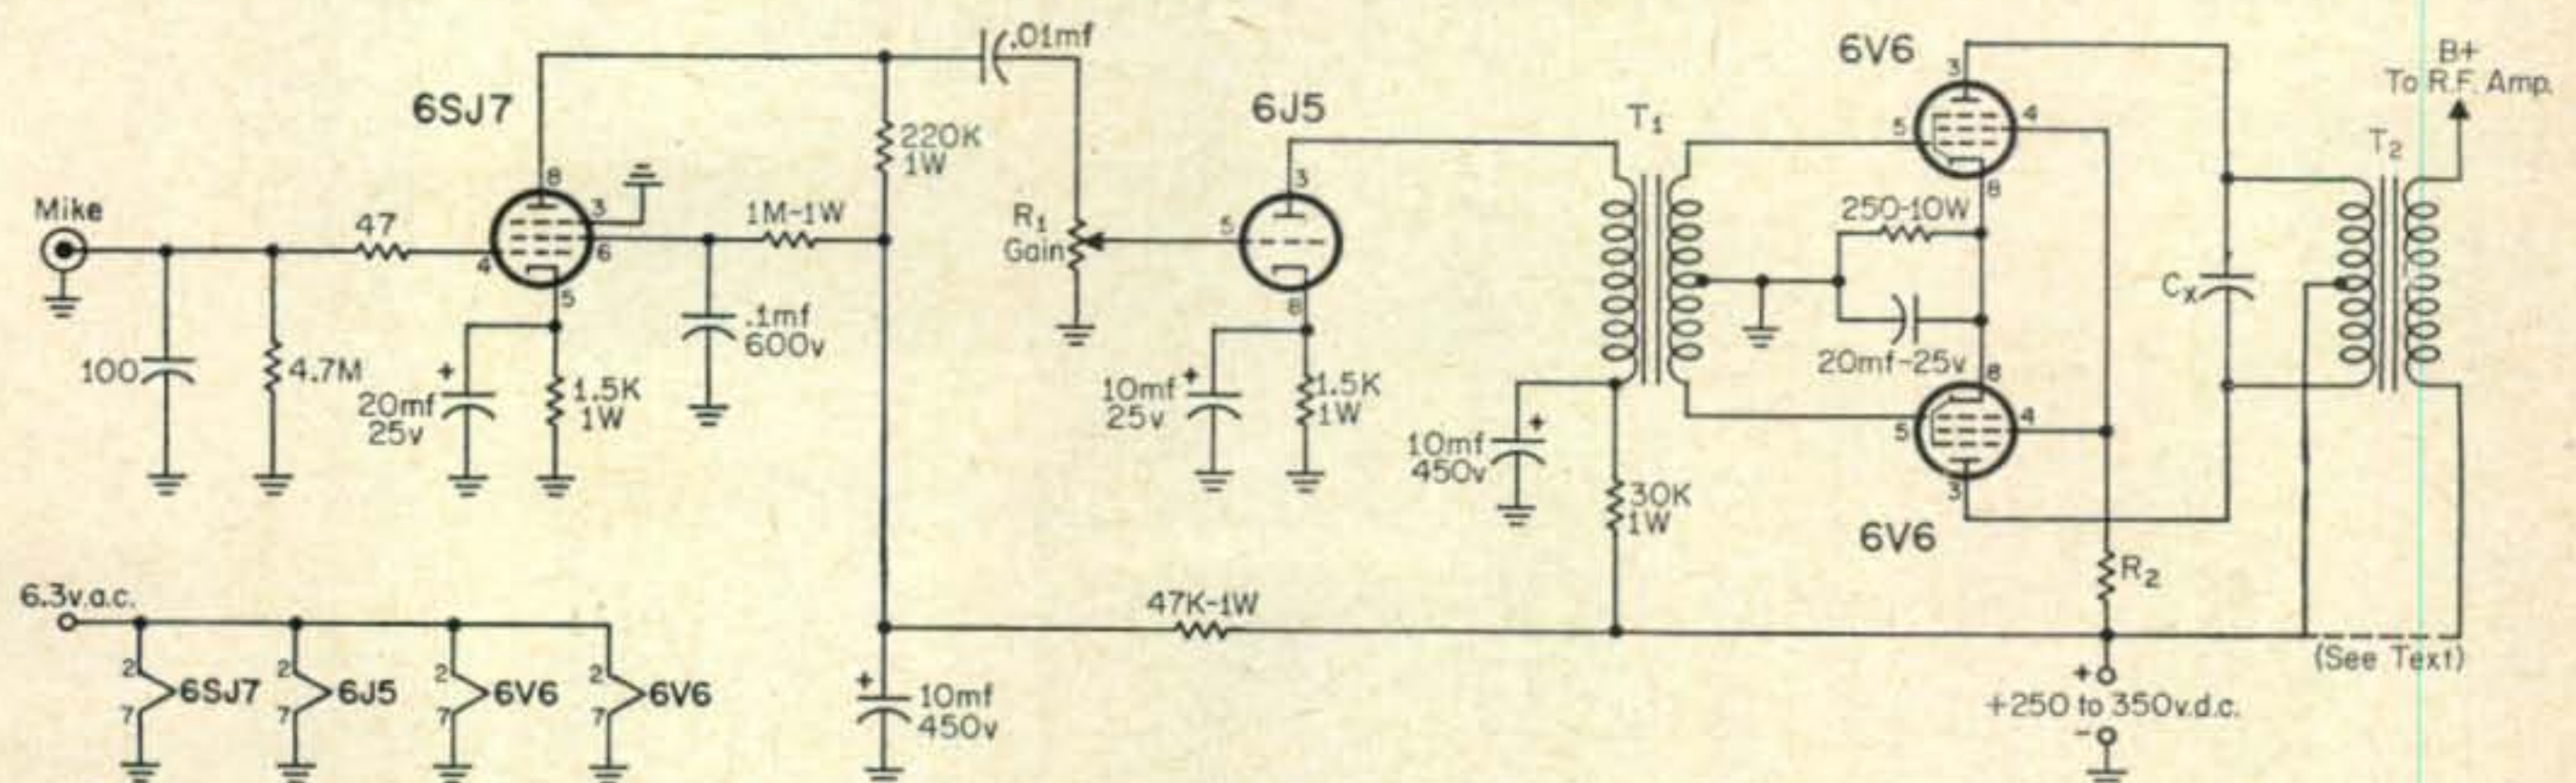 Mike
100
4.7M
47
6SJ7
8
3
4
6
5
20mf
25v
1.5K
1W
1M-1W
.1mf
600v
220K
1W
.01mf
R1
Gain
6J5
3
5
8
10mf
25v
1.5K
1W
T1
10mf
450v
30K
1W
6V6
3
5
4
8
250-10W
20mf-25v
8
5
4
3
6V6
Cx
T2
B+
To R.F. Amp.
R2
(See Text)
+
+250 to 350v.d.c.
-
47K-1W
+
10mf
450v
6.3v.a.c.
2
7
6SJ7
2
7
6J5
2
7
6V6
2
7
6V6